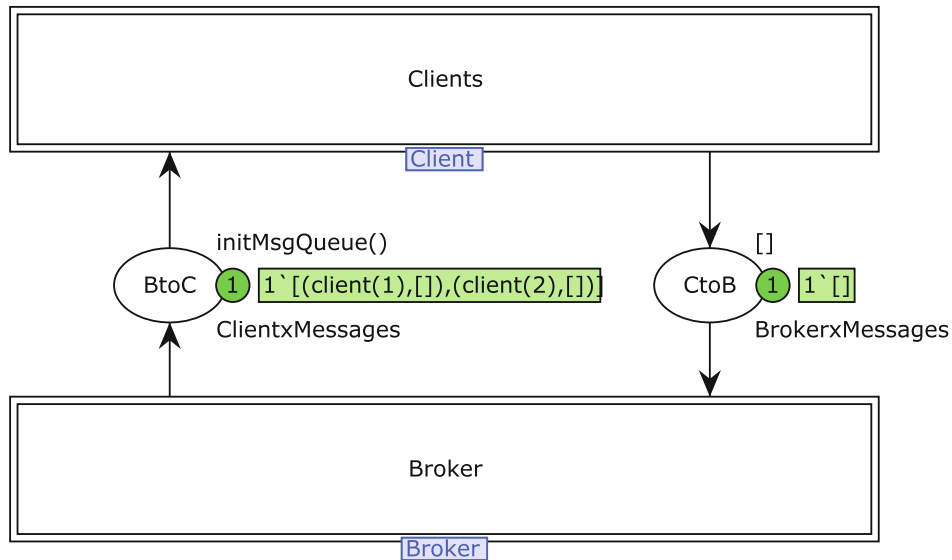 Clients
Client
initMsgQueue()
[]
BtoC
1
1`[(client(1),[]),(client(2),[])]
CtoB
1
1`[]
ClientxMessages
BrokerxMessages
Broker
Broker